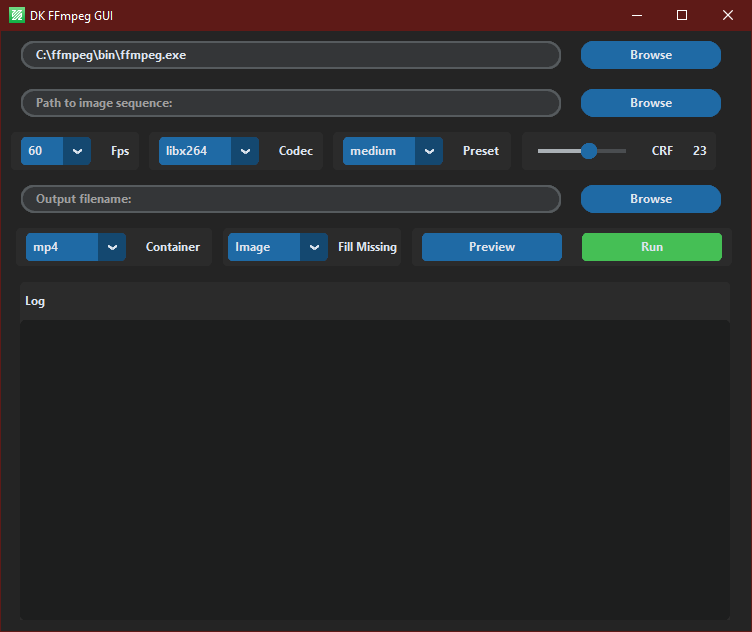 DK FFmpeg GUI
C:\ffmpeg\bin\ffmpeg.exe Browse
Path to image sequence: Browse
60 Fps libx264 Codec medium Preset CRF 23
Output filename: Browse
mp4 Container Image Fill Missing Preview Run
Log